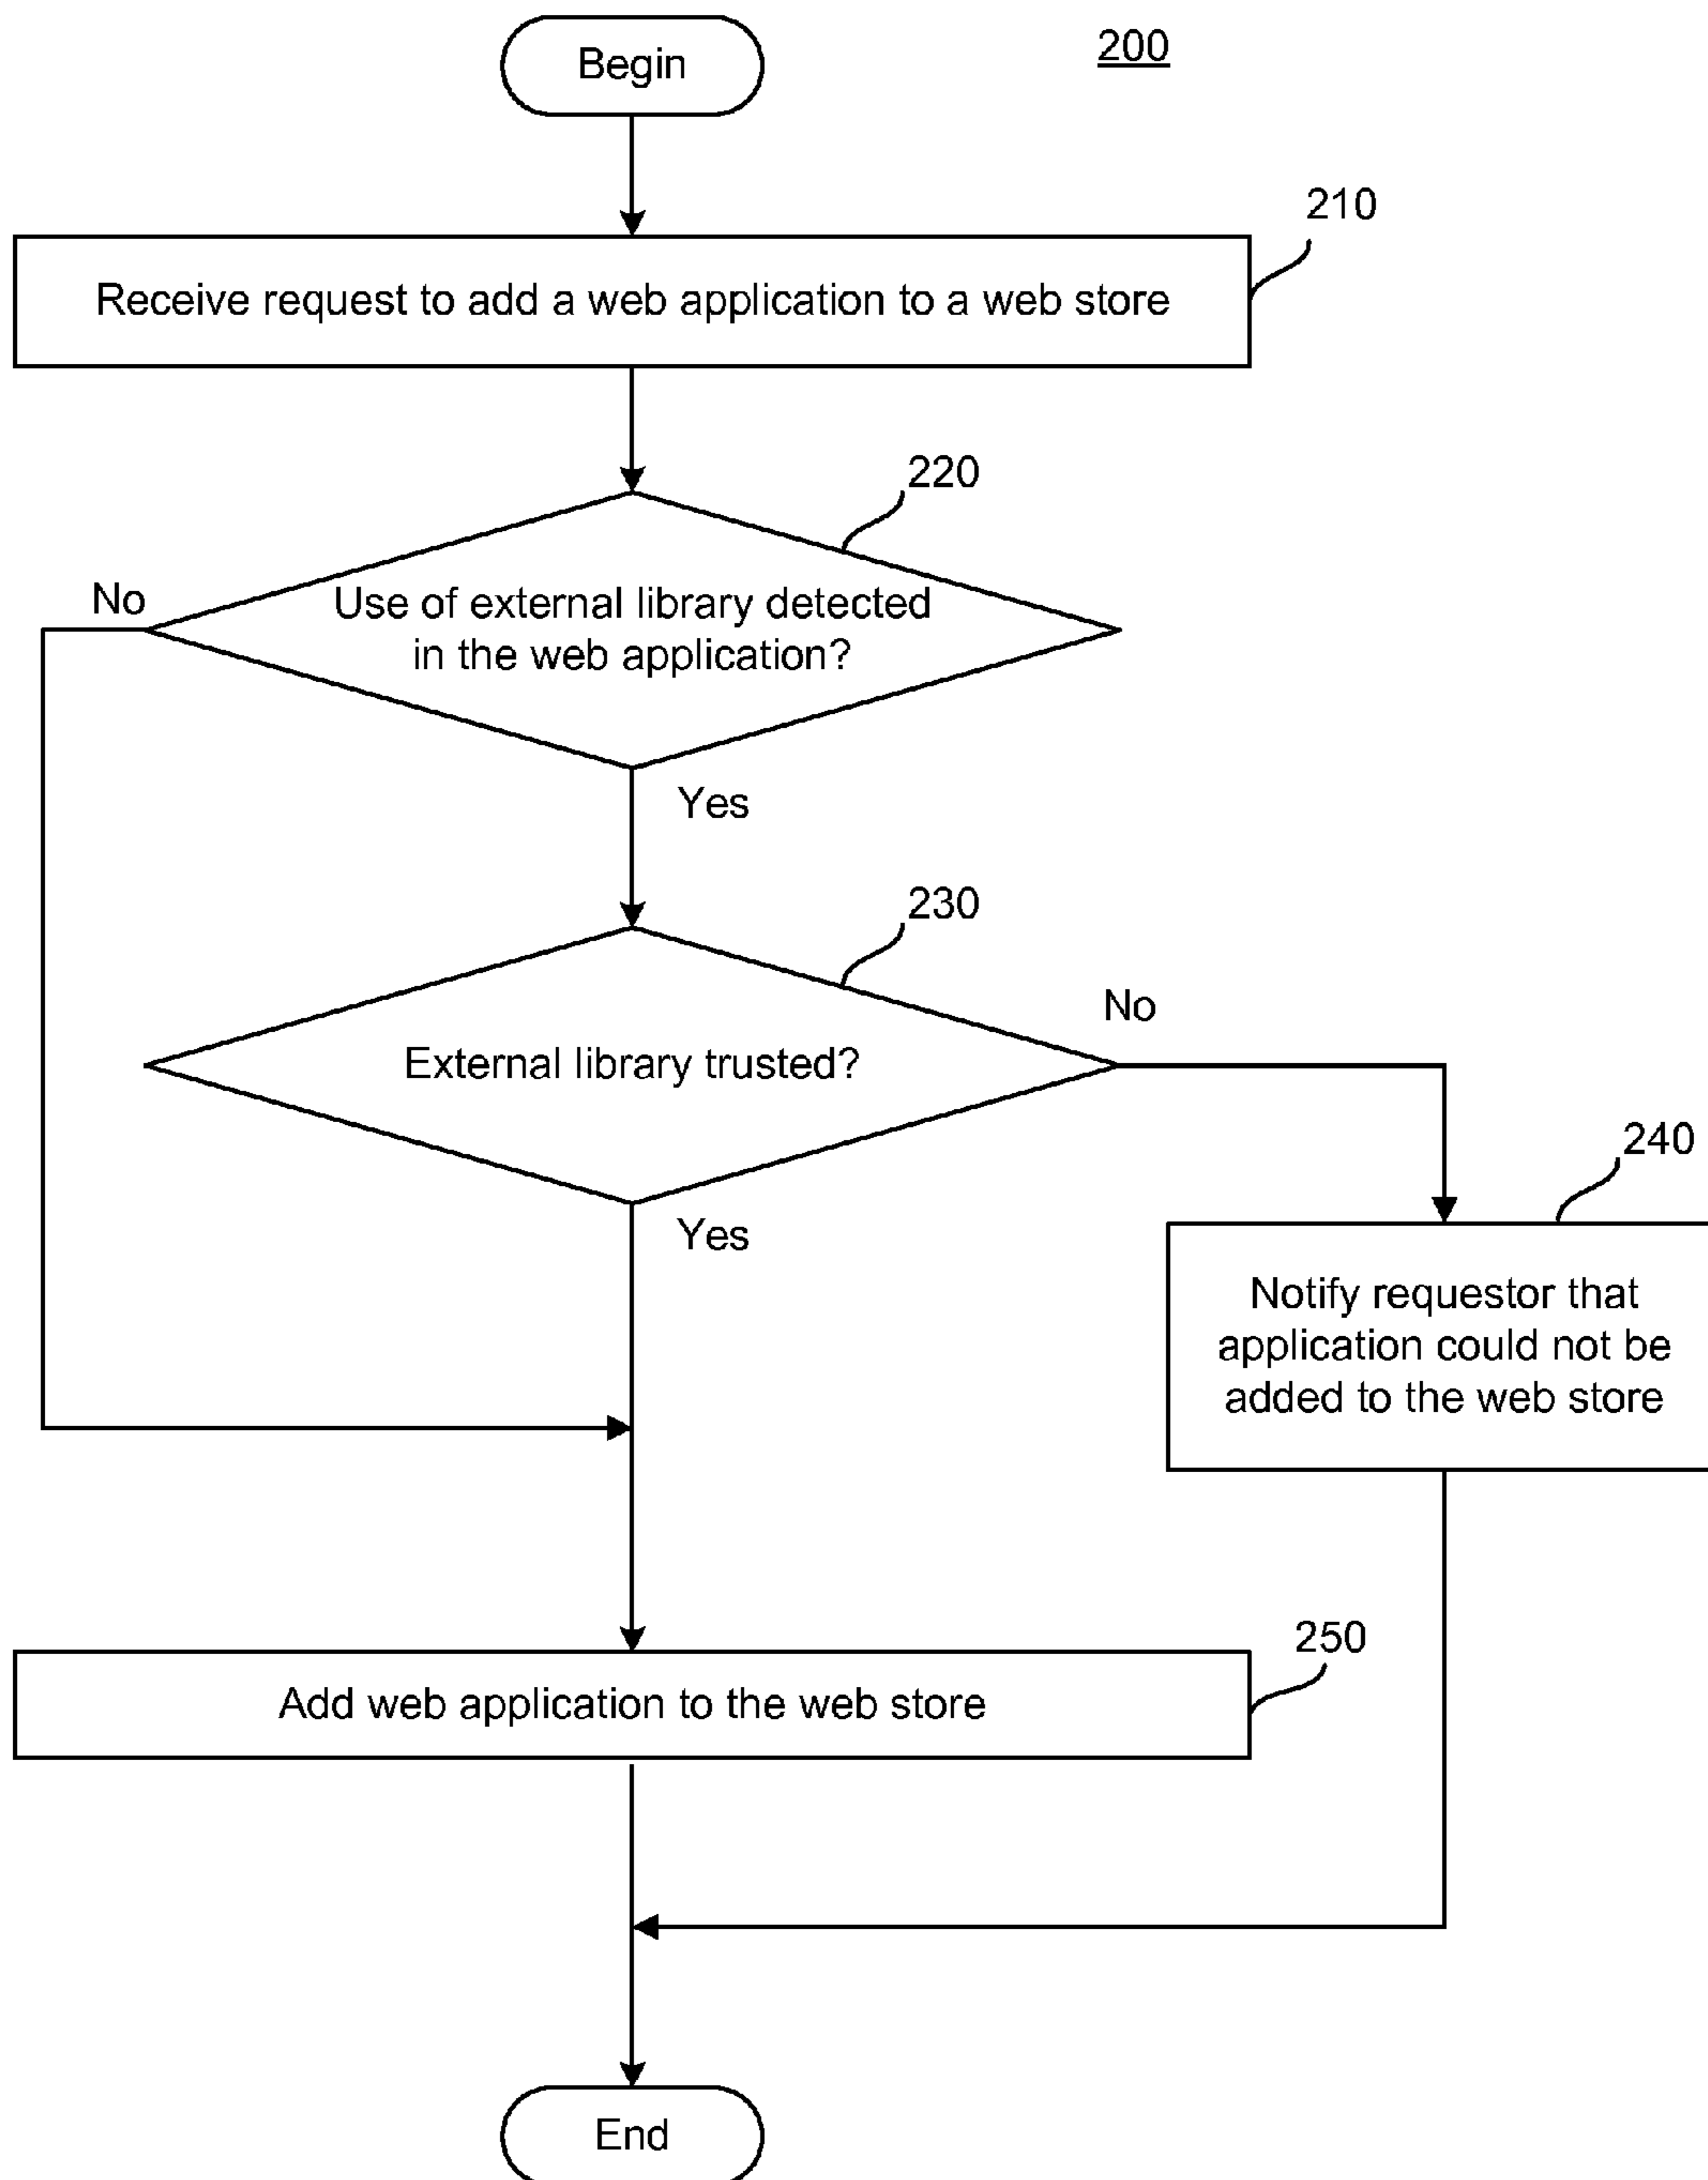 Begin
200
210
Receive request to add a web application to a web store
220
No
Use of external library detected
in the web application?
Yes
230
No
External library trusted?
240
Yes
Notify requestor that
application could not be
added to the web store
250
Add web application to the web store
End